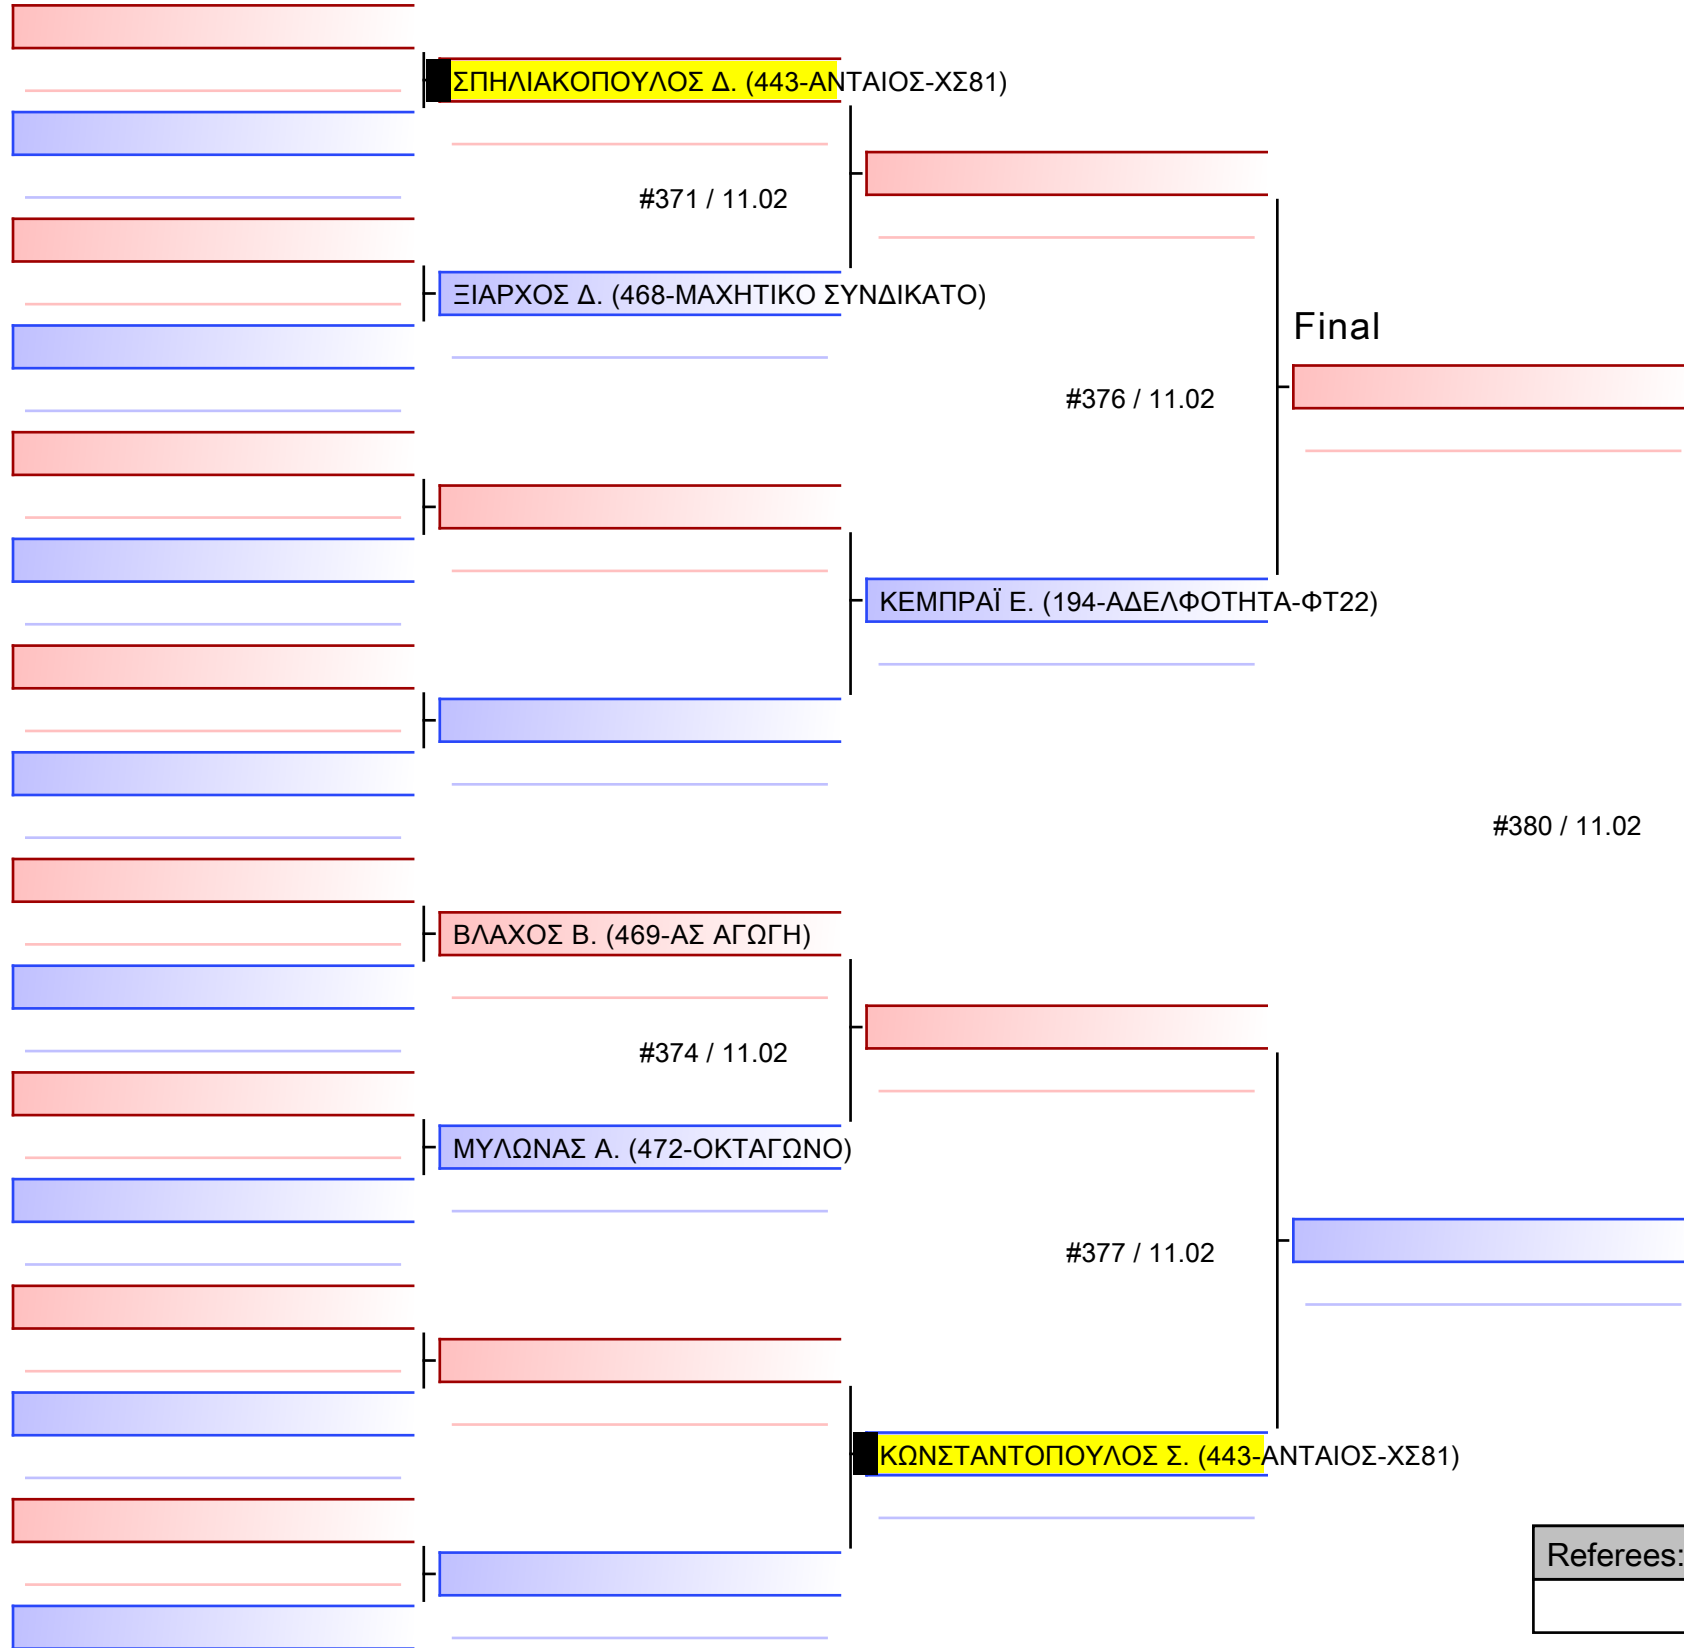 ΣΠΗΛΙΑΚΟΠΟΥΛΟΣ Δ. (443-ΑΝΤΑΙΟΣ-ΧΣ81)
#371 / 11.02
ΞΙΑΡΧΟΣ Δ. (468-ΜΑΧΗΤΙΚΟ ΣΥΝΔΙΚΑΤΟ)
Final
#376 / 11.02
ΚΕΜΠΡΑΪ Ε. (194-ΑΔΕΛΦΟΤΗΤΑ-ΦΤ22)
#380 / 11.02
ΒΛΑΧΟΣ Β. (469-ΑΣ ΑΓΩΓΗ)
#374 / 11.02
ΜΥΛΩΝΑΣ Α. (472-ΟΚΤΑΓΩΝΟ)
#377 / 11.02
ΚΩΝΣΤΑΝΤΟΠΟΥΛΟΣ Σ. (443-ΑΝΤΑΙΟΣ-ΧΣ81)
Referees: